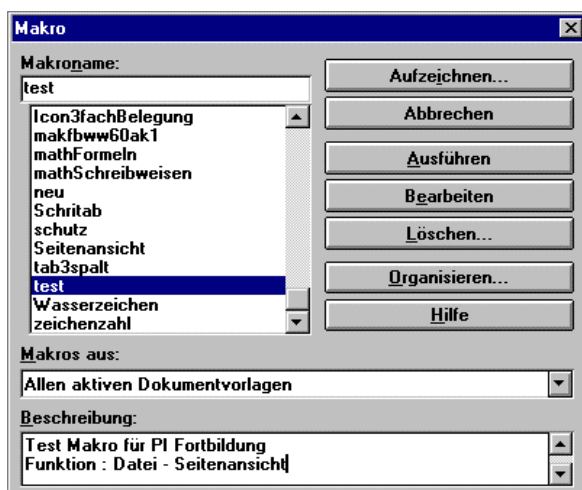 Makro
Makroname:
test
Icon3fachBelegung
makfbww60ak1
mathFormeln
mathSchreibweisen
neu
Schritab
schutz
Seitenansicht
tab3spalt
test
Wasserzeichen
zeichenzahl
Aufzeichnen...
Abbrechen
Ausführen
Bearbeiten
Löschen...
Organisieren...
Hilfe
Makros aus:
Allen aktiven Dokumentvorlagen
Beschreibung:
Test Makro für PI Fortbildung
Funktion : Datei - Seitenansicht